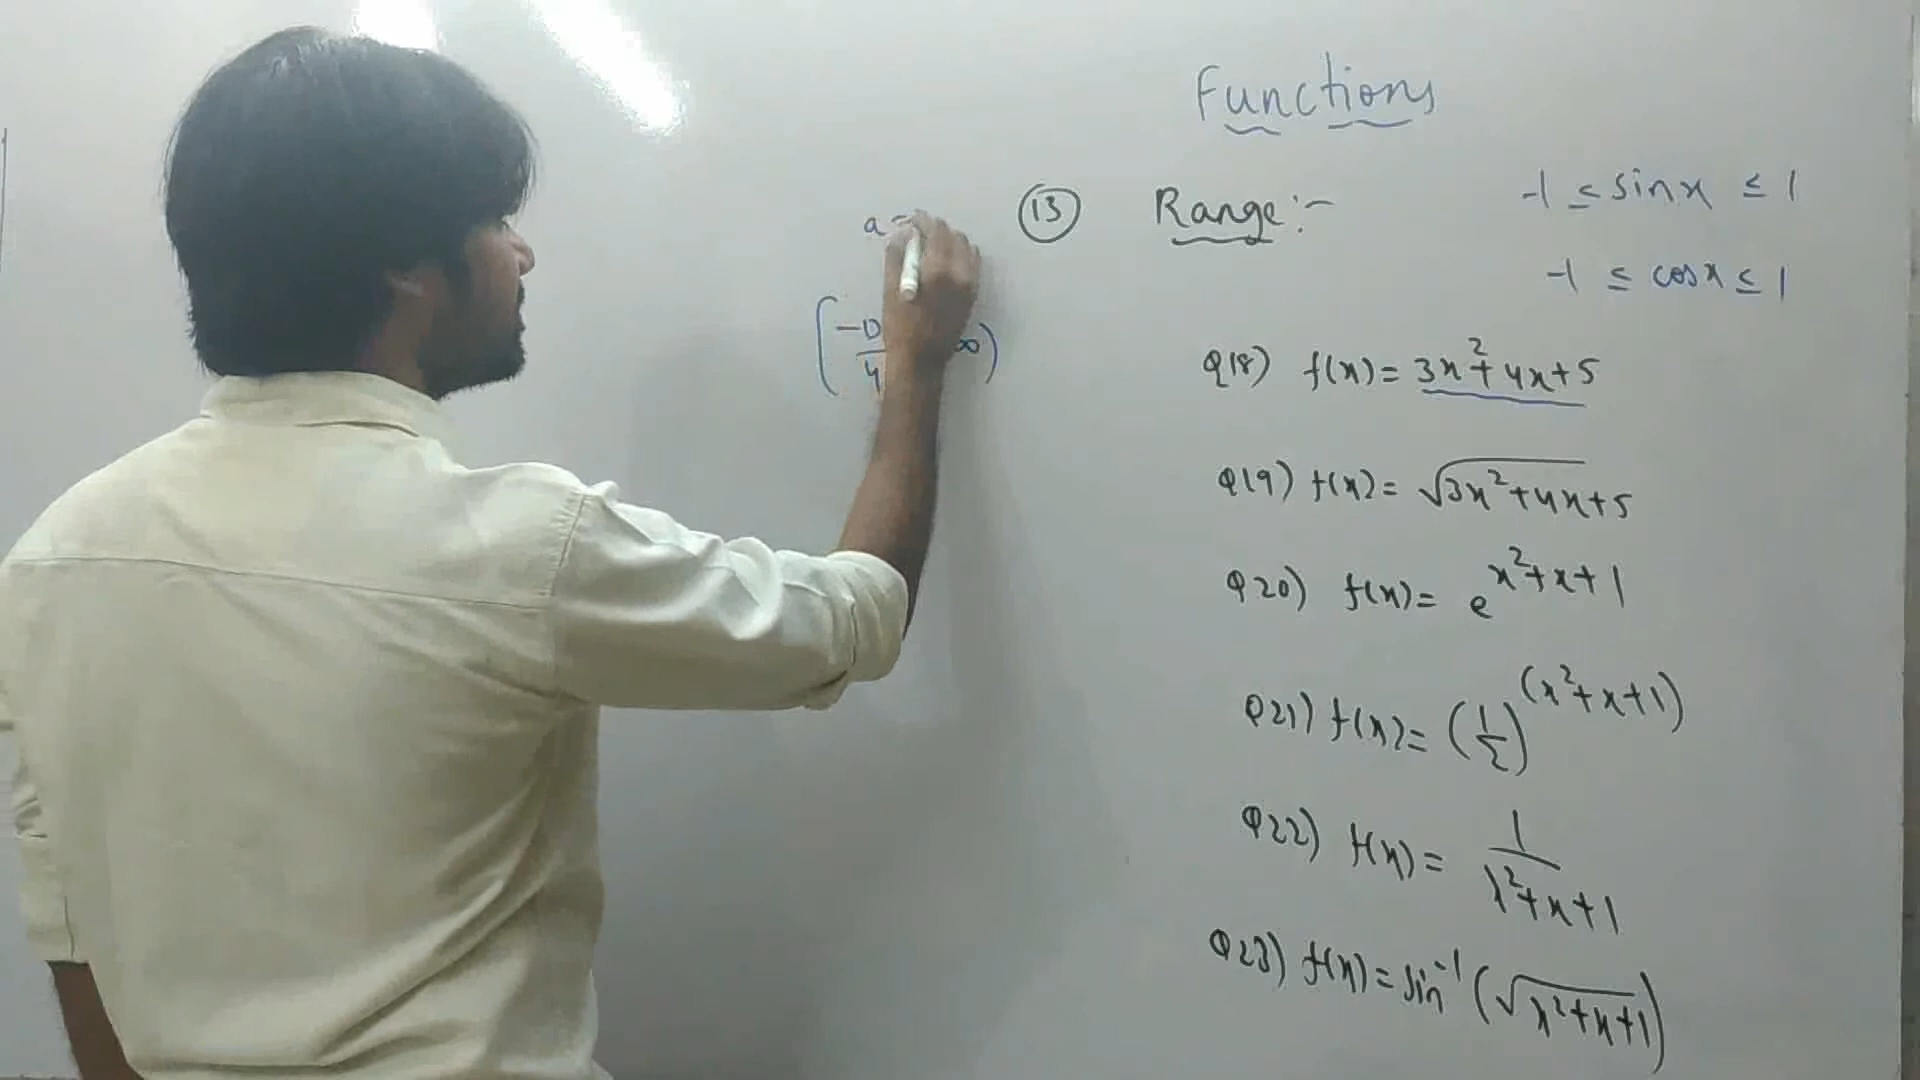 Functions
a =
(13) Range :-
-1 ≤ sinx ≤ 1
-1 ≤ cosx ≤ 1
[-D
4
∞)
Q18) f(x) = 3x²+4x+5
Q19) f(x) = √3x²+4x+5
Q20) f(x) = e^x²+x+1
Q21) f(x) = (1/2)^(x²+x+1)
Q22) f(x) = 1/x²+x+1
Q23) f(x) = sin⁻¹(√x²+x+1)